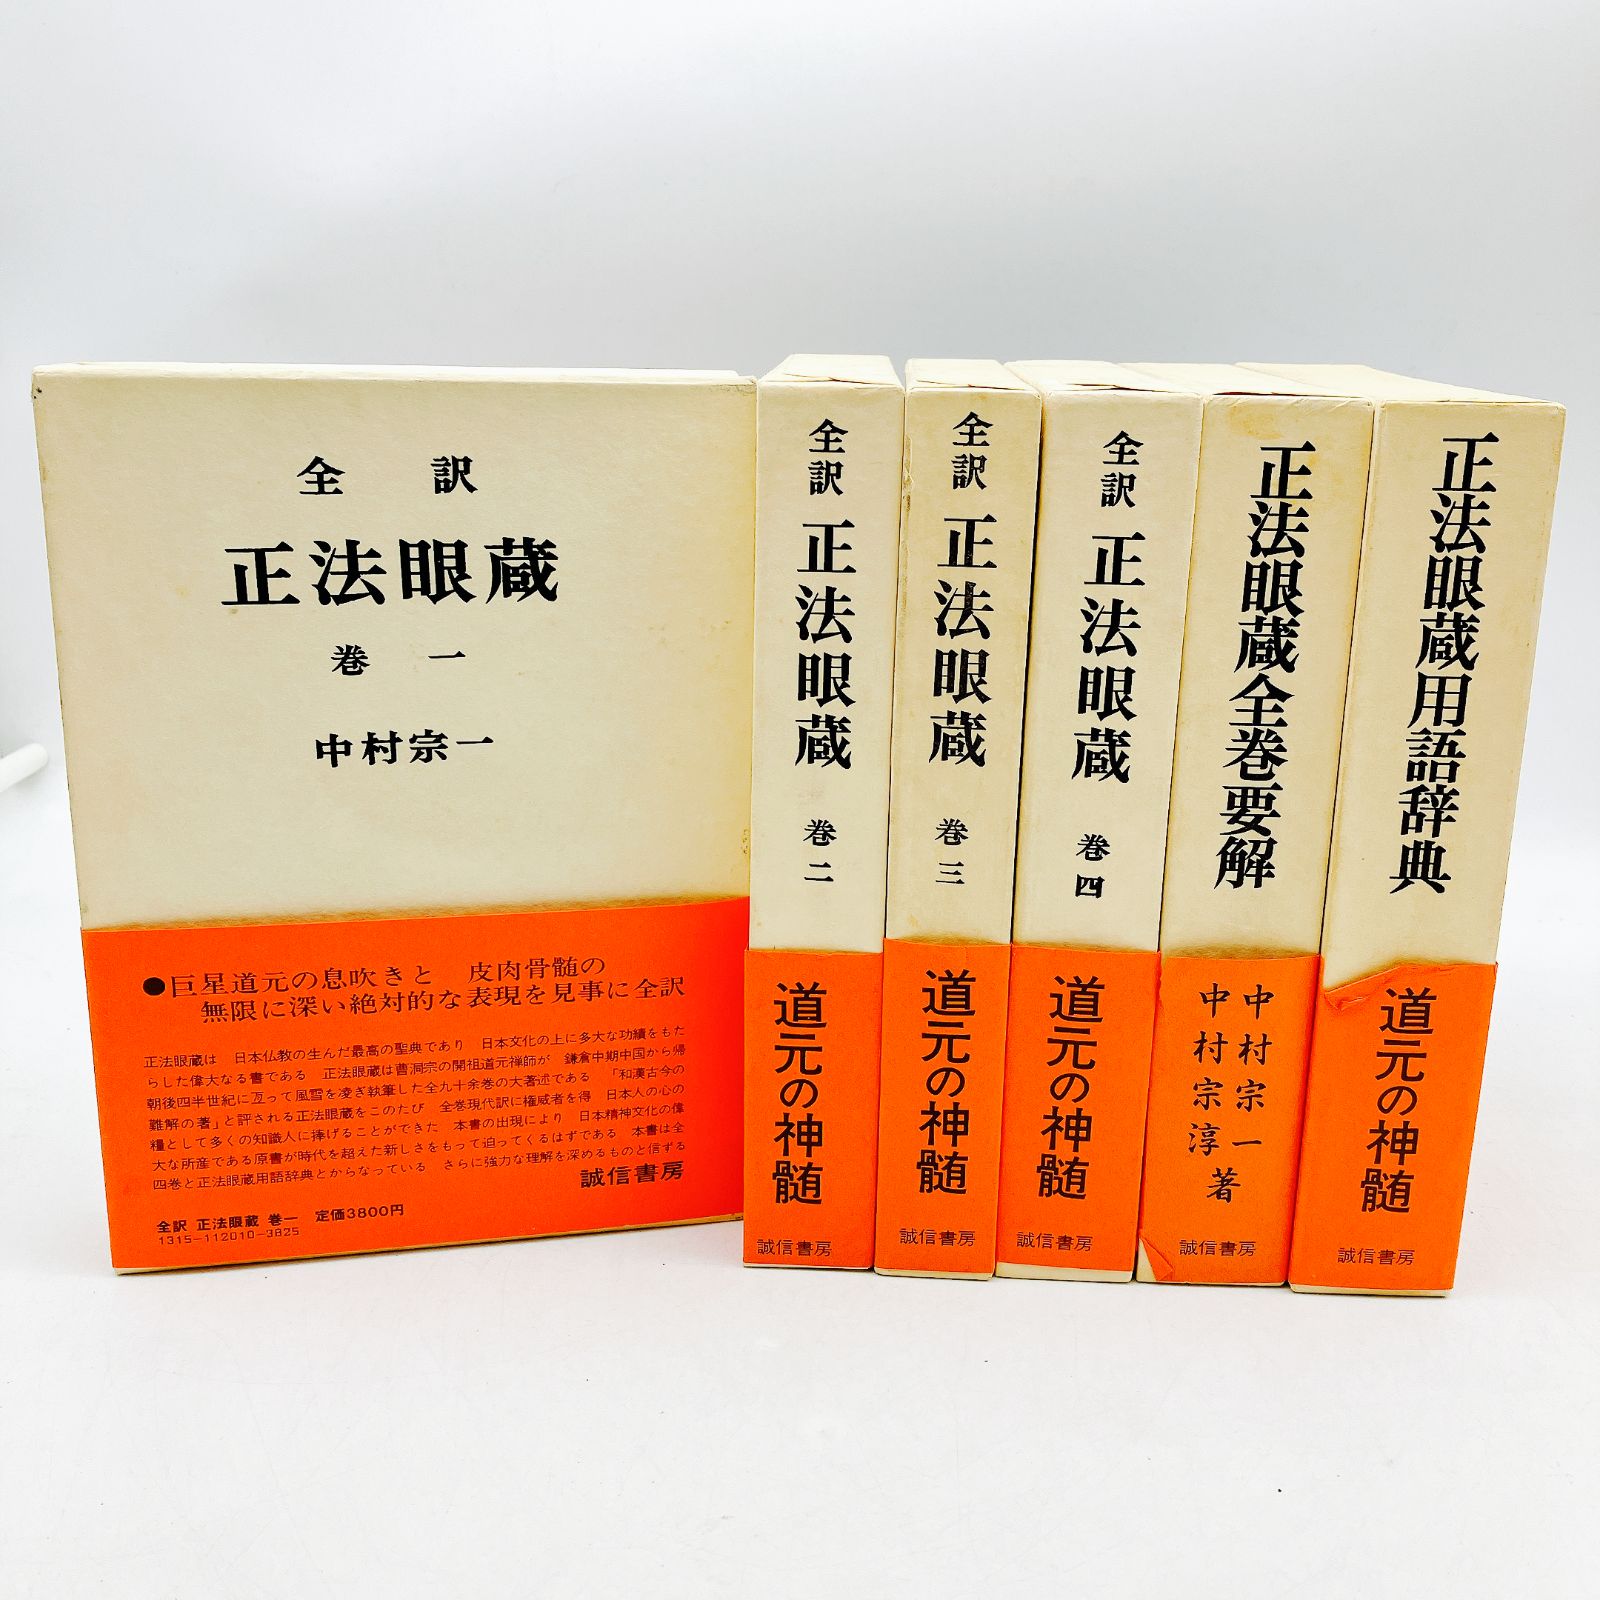 全訳
正法眼蔵
巻一
中村宗一
●巨星道元の息吹きと 皮肉骨髄の
無限に深い絶対的な表現を見事に全訳
正法眼蔵は 日本仏教の生んだ最高の聖典であり 日本文化の上に多大な功績をもた
らした偉大なる書である 正法眼蔵は曹洞宗の開祖道元禅師が 鎌倉中期中国から帰
朝後四半世紀に亙って風雪を凌ぎ執筆した全九十余巻の大著述である 「和漢古今の
難解の著」と評される正法眼蔵をこのたび 全巻現代訳に権威者を得 日本人の心の
糧として多くの知識人に捧げることができた 本書の出現により 日本精神文化の偉
大な所産である原書が時代を超えた新しさをもって迫ってくるはずである 本書は全
四巻と正法眼蔵用語辞典とからなっている さらに強力な理解を深めるものと信ずる
誠信書房
全訳 正法眼蔵 巻一 定価3800円
1315-112010-3825
全訳 正法眼蔵 巻二
道元の神髄
誠信書房
全訳 正法眼蔵 巻三
道元の神髄
誠信書房
全訳 正法眼蔵 巻四
道元の神髄
誠信書房
正法眼蔵全巻要解
中村宗一
中村宗淳 著
誠信書房
正法眼蔵用語辞典
道元の神髄
誠信書房